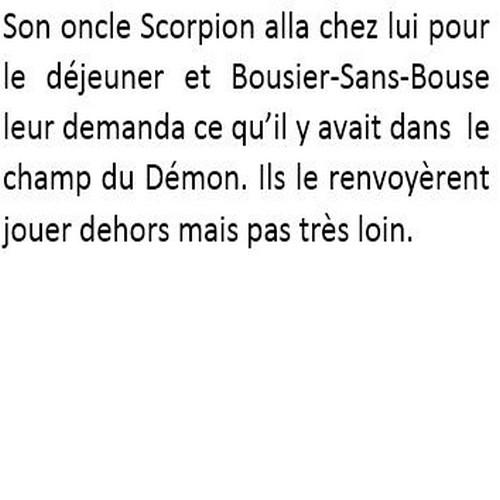 Son oncle Scorpion alla chez lui pour
le déjeuner et Bousier-Sans-Bouse
leur demanda ce qu’il y avait dans le
champ du Démon. Ils le renvoyèrent
jouer dehors mais pas très loin.